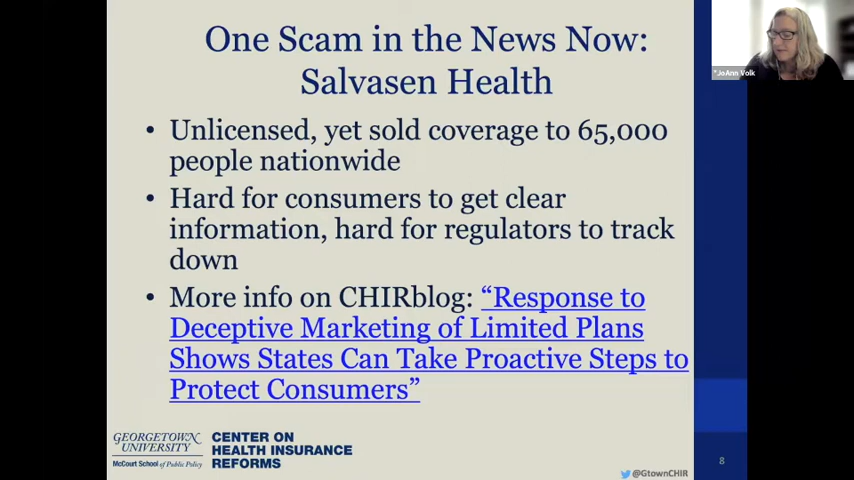 One Scam in the News Now:
Salvasen Health
• Unlicensed, yet sold coverage to 65,000
people nationwide
• Hard for consumers to get clear
information, hard for regulators to track
down
• More info on CHIRblog: “Response to
Deceptive Marketing of Limited Plans
Shows States Can Take Proactive Steps to
Protect Consumers”
GEORGETOWN
UNIVERSITY
McCourt School of Public Policy
CENTER ON
HEALTH INSURANCE
REFORMS
@GtownCHIR
8
*JoAnn Volk